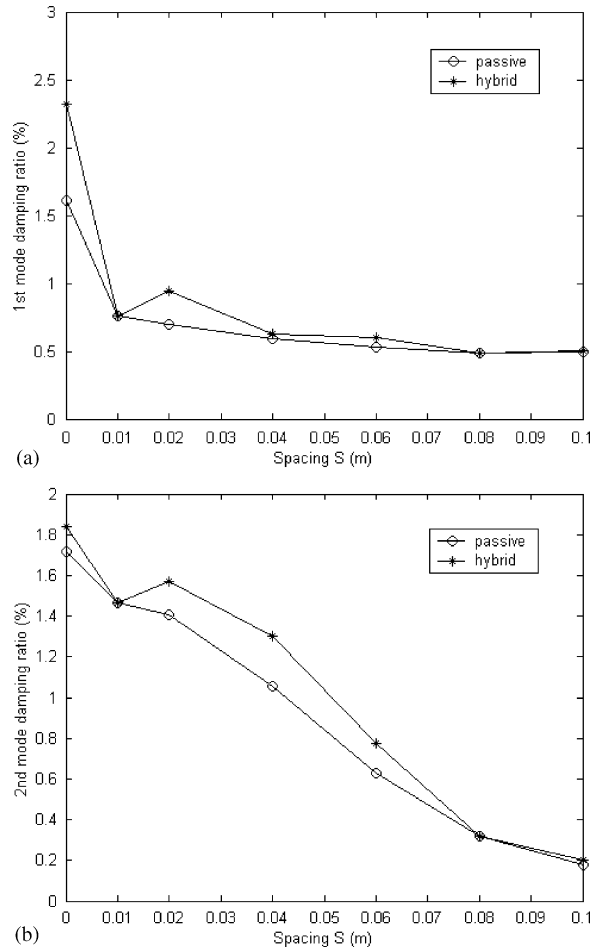 3
2.5
2
1.5
1
0.5
0
1st mode damping ratio (%)
passive
hybrid
0 0.01 0.02 0.03 0.04 0.05 0.06 0.07 0.08 0.09 0.1
Spacing S (m)
(a)
2
1.8
1.6
1.4
1.2
1
0.8
0.6
0.4
0.2
0
2nd mode damping ratio (%)
passive
hybrid
0 0.01 0.02 0.03 0.04 0.05 0.06 0.07 0.08 0.09 0.1
Spacing S (m)
(b)